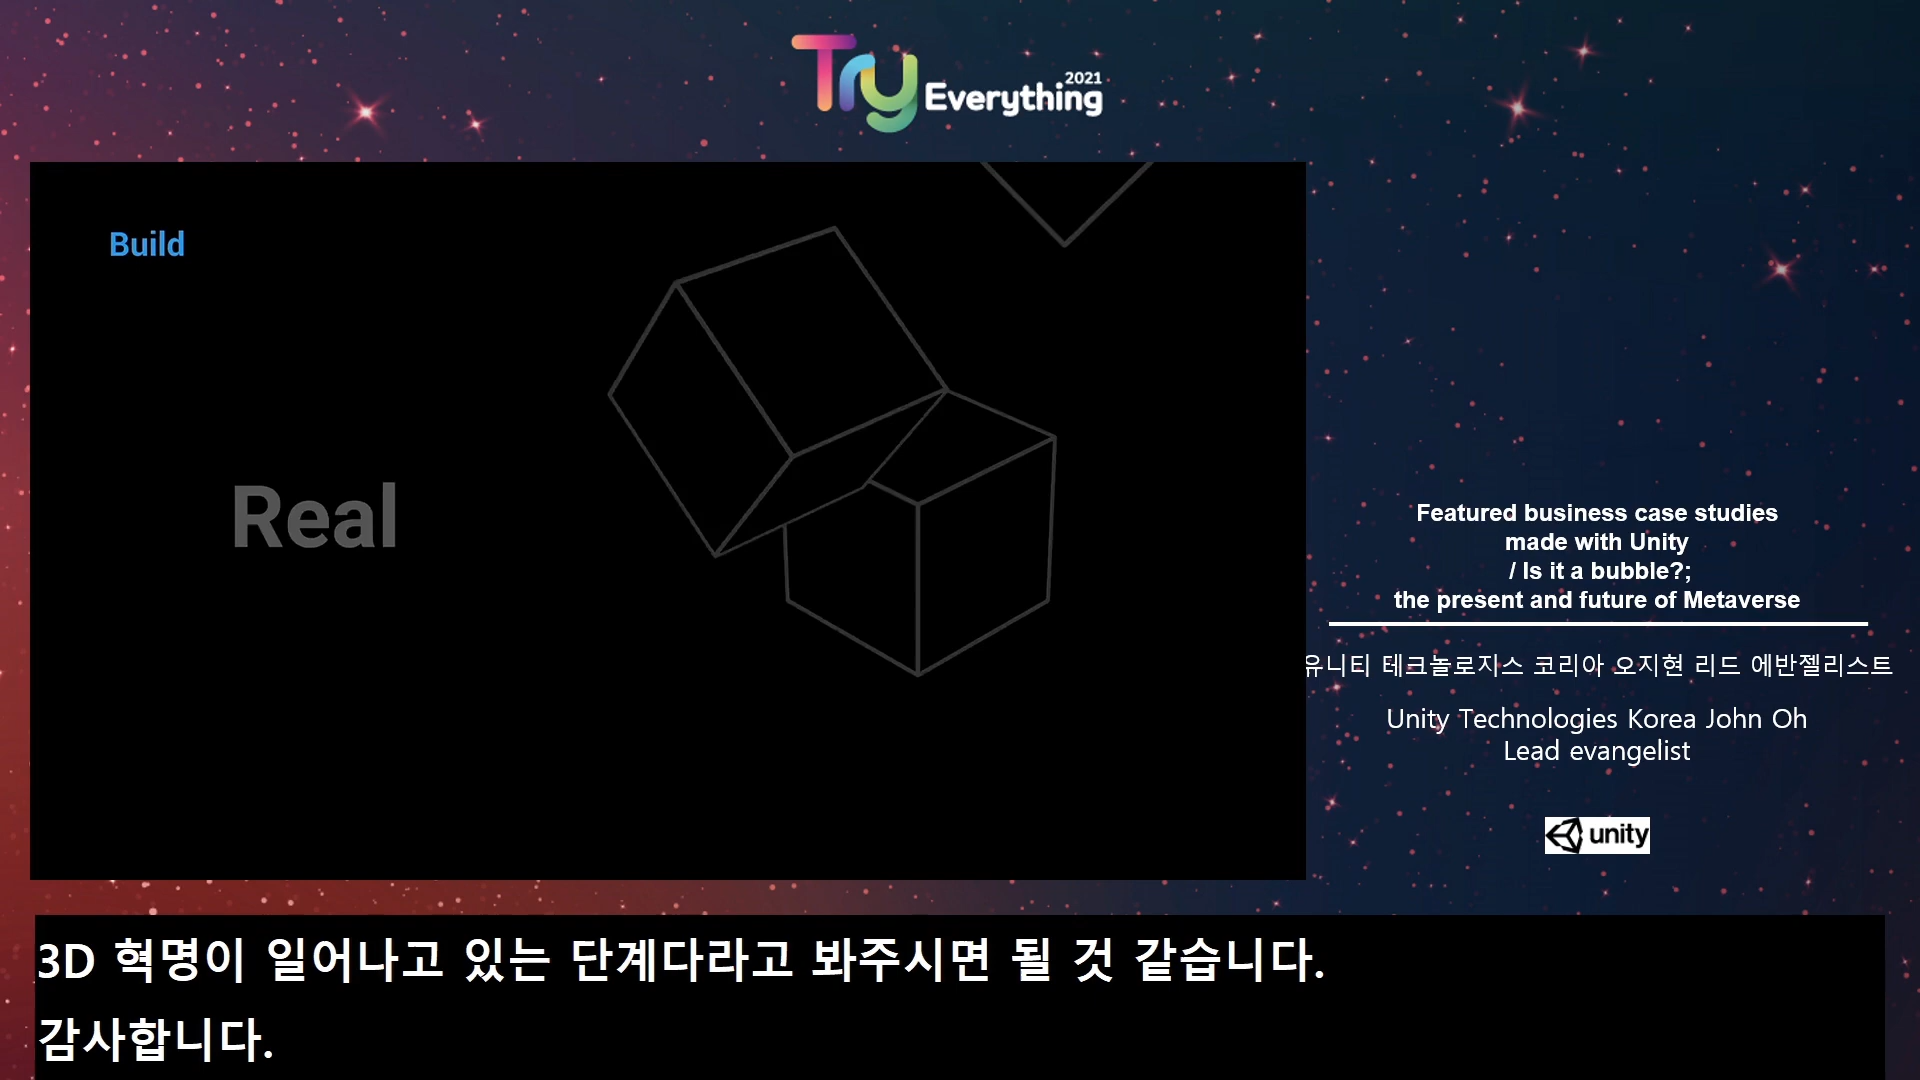 Try
2021
Everything
Build
Real
Featured business case studies
made with Unity
/ Is it a bubble?;
the present and future of Metaverse
유니티 테크놀로지스 코리아 오지현 리드 에반젤리스트
Unity Technologies Korea John Oh
Lead evangelist
unity
3D 혁명이 일어나고 있는 단계다라고 봐주시면 될 것 같습니다.
감사합니다.